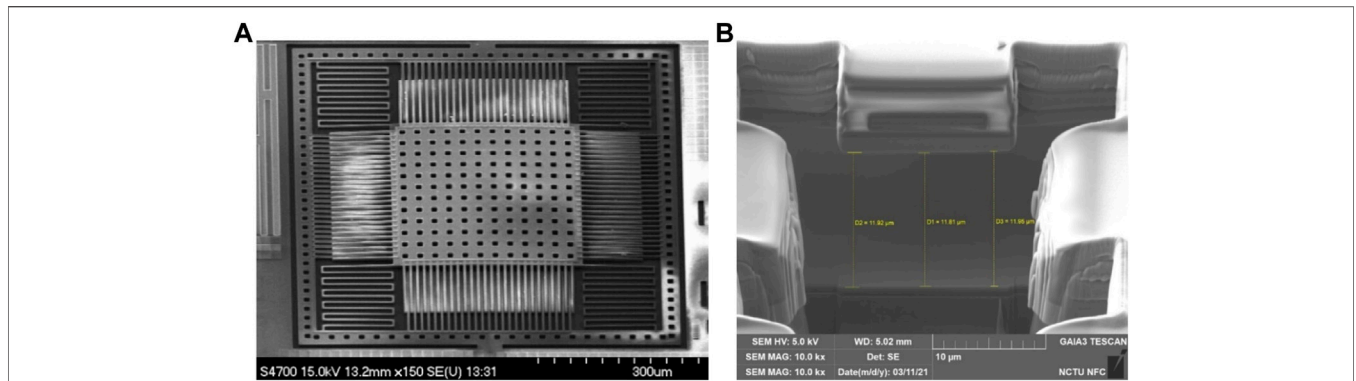 A
B
S4700 15.0kV 13.2mm x150 SE(U) 13:31
300um
D2 = 11.92 µm
D1 = 11.81 µm
D3 = 11.95 µm
SEM HV: 5.0 kV
WD: 5.02 mm
GAIA3 TESCAN
SEM MAG: 10.0 kx
Det: SE
10 µm
SEM MAG: 10.0 kx
Date(m/d/y): 03/11/21
NCTU NFC